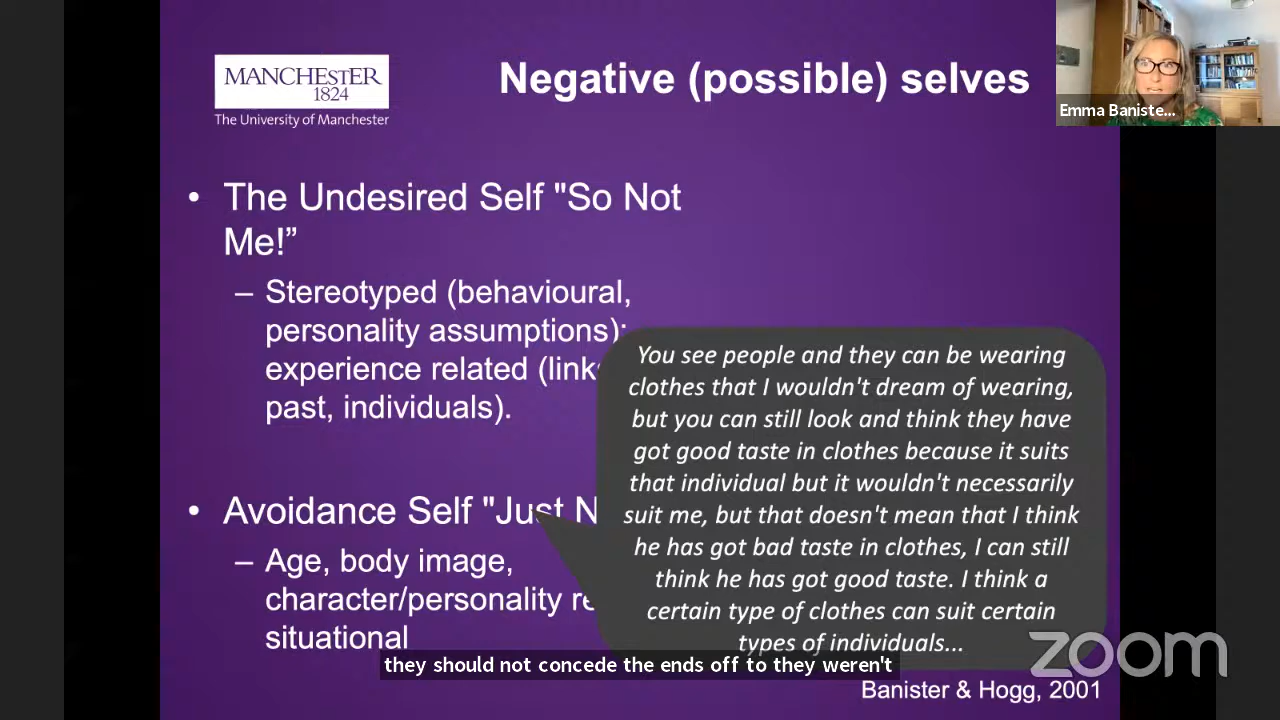 MANCHESTER
1824
The University of Manchester
Negative (possible) selves
Emma Baniste...
• The Undesired Self "So Not
Me!”
– Stereotyped (behavioural,
personality assumptions);
experience related (link
past, individuals).
• Avoidance Self "Just N
– Age, body image,
character/personality re
situational
You see people and they can be wearing
clothes that I wouldn't dream of wearing,
but you can still look and think they have
got good taste in clothes because it suits
that individual but it wouldn't necessarily
suit me, but that doesn't mean that I think
he has got bad taste in clothes, I can still
think he has got good taste. I think a
certain type of clothes can suit certain
types of individuals...
they should not concede the ends off to they weren't
zoom
Banister & Hogg, 2001